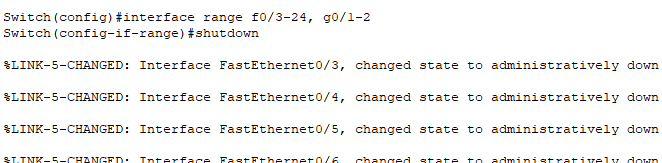 Switch(config)#interface range f0/3-24, g0/1-2
Switch(config-if-range)#shutdown
%LINK-5-CHANGED: Interface FastEthernet0/3, changed state to administratively down
%LINK-5-CHANGED: Interface FastEthernet0/4, changed state to administratively down
%LINK-5-CHANGED: Interface FastEthernet0/5, changed state to administratively down
%LINK-5-CHANGED: Interface FastEthernet0/6, changed state to administratively down